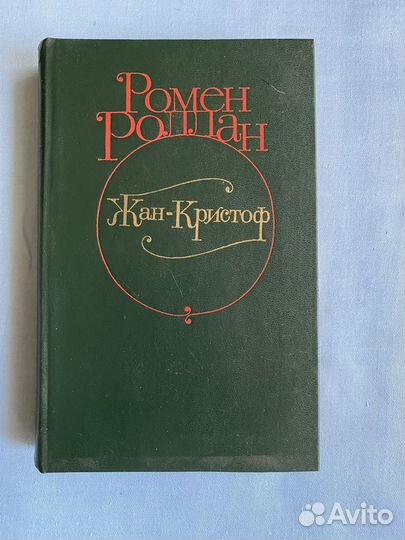 Ромен
Роллан
Жан-Кристоф
Avito